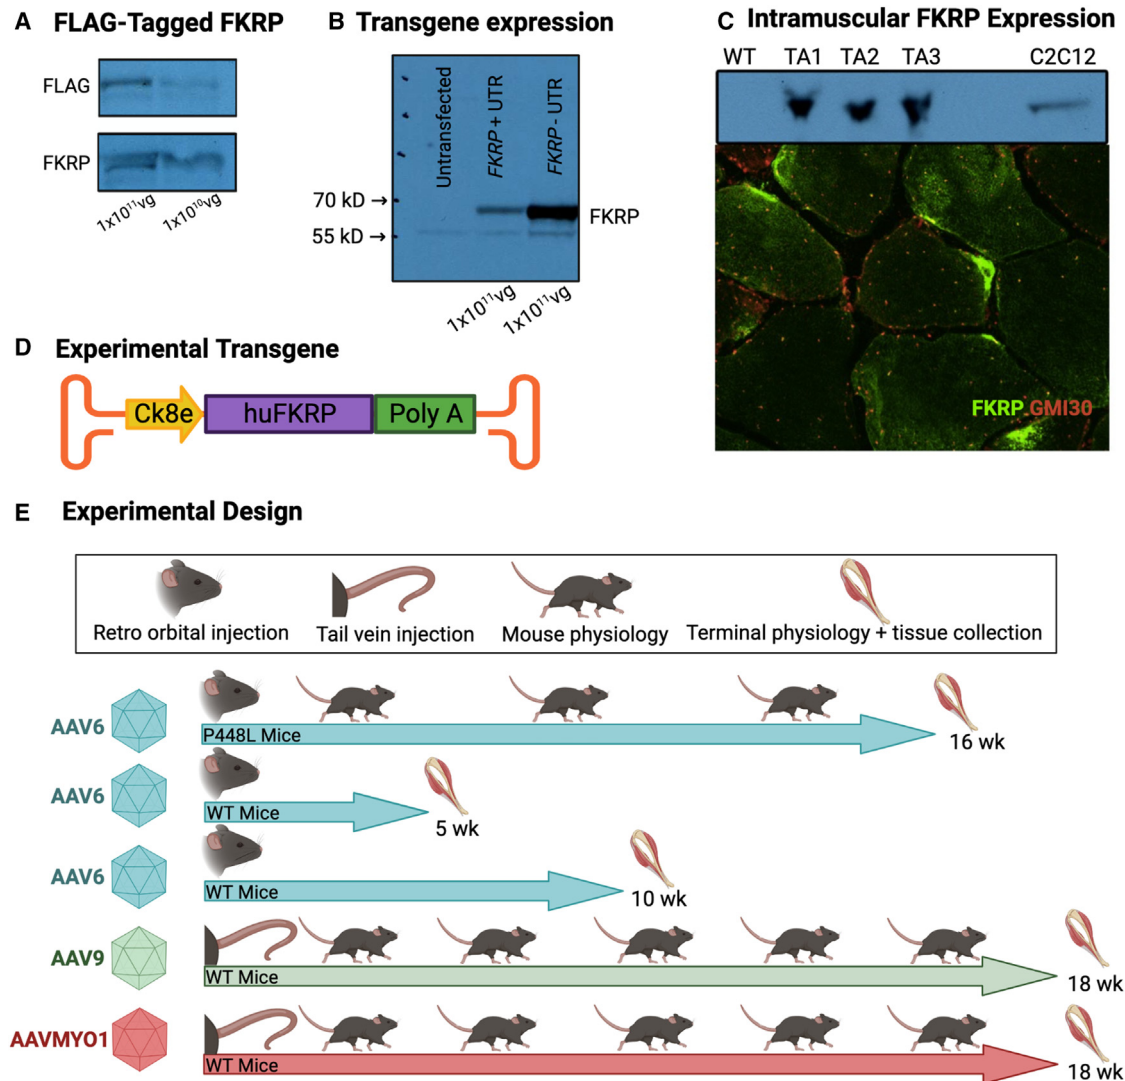 A FLAG-Tagged FKRP
FLAG
FKRP
1x10¹¹vg
1x10¹⁰vg
B Transgene expression
Untransfected
FKRP + UTR
FKRP - UTR
70 kD →
55 kD →
FKRP
1x10¹¹vg
1x10¹¹vg
C Intramuscular FKRP Expression
WT TA1 TA2 TA3 C2C12
FKRP GMI30
D Experimental Transgene
Ck8e huFKRP Poly A
E Experimental Design
Retro orbital injection
Tail vein injection
Mouse physiology
Terminal physiology + tissue collection
AAV6
P448L Mice
16 wk
AAV6
WT Mice
5 wk
AAV6
WT Mice
10 wk
AAV9
WT Mice
18 wk
AAVMYO1
WT Mice
18 wk